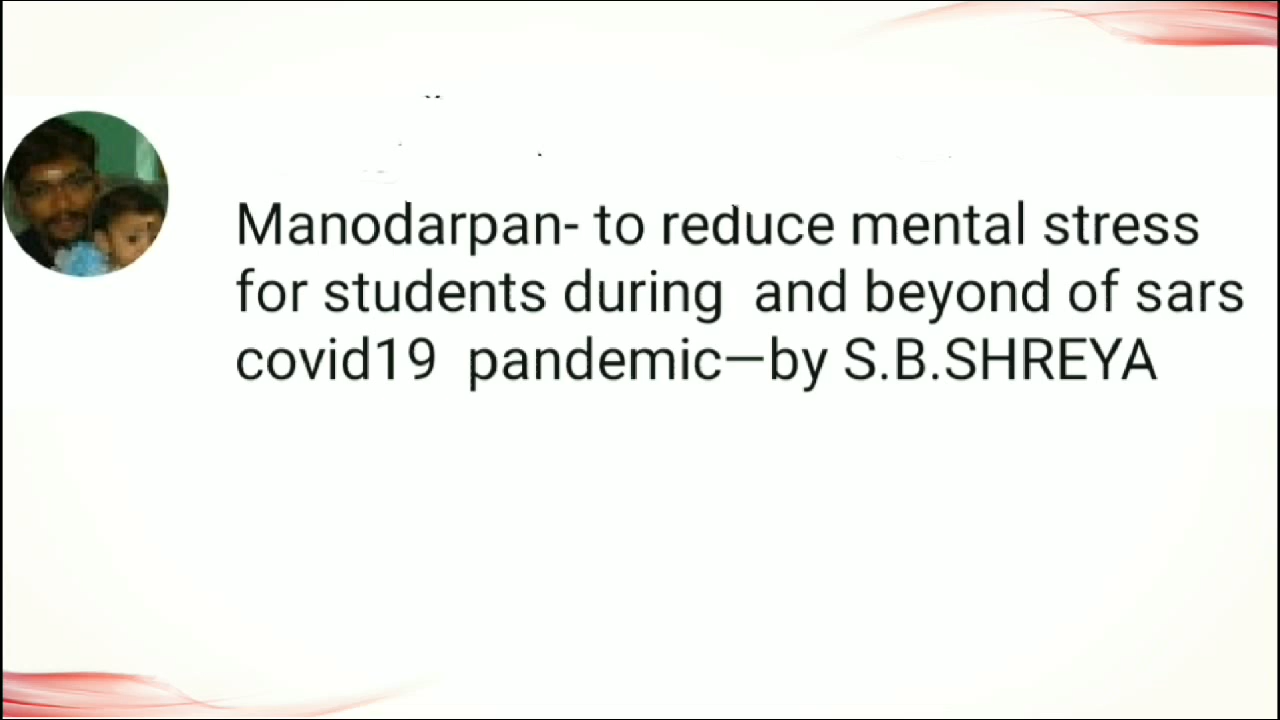 Manodarpan- to reduce mental stress
for students during  and beyond of sars
covid19  pandemic—by S.B.SHREYA